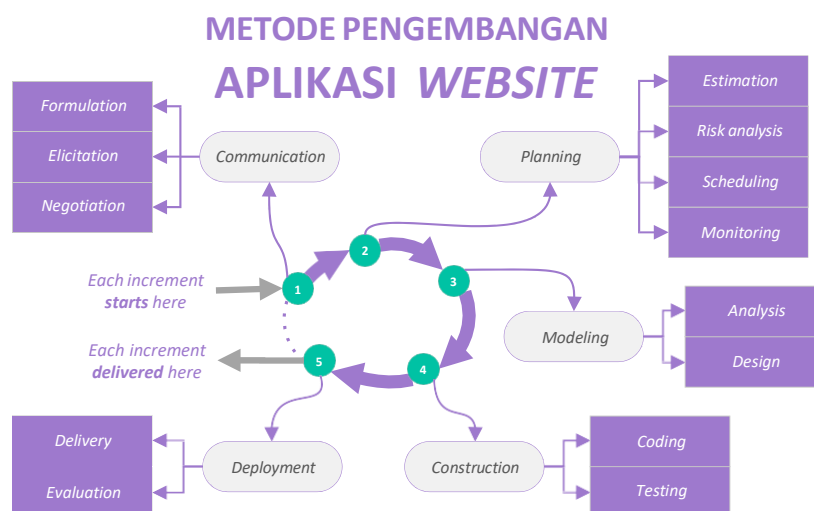 METODE PENGEMBANGAN
APLIKASI WEBSITE
Formulation
Elicitation
Negotiation
Communication
Planning
Estimation
Risk analysis
Scheduling
Monitoring
Each increment
starts here
1
2
3
4
5
Each increment
delivered here
Modeling
Analysis
Design
Delivery
Evaluation
Deployment
Construction
Coding
Testing